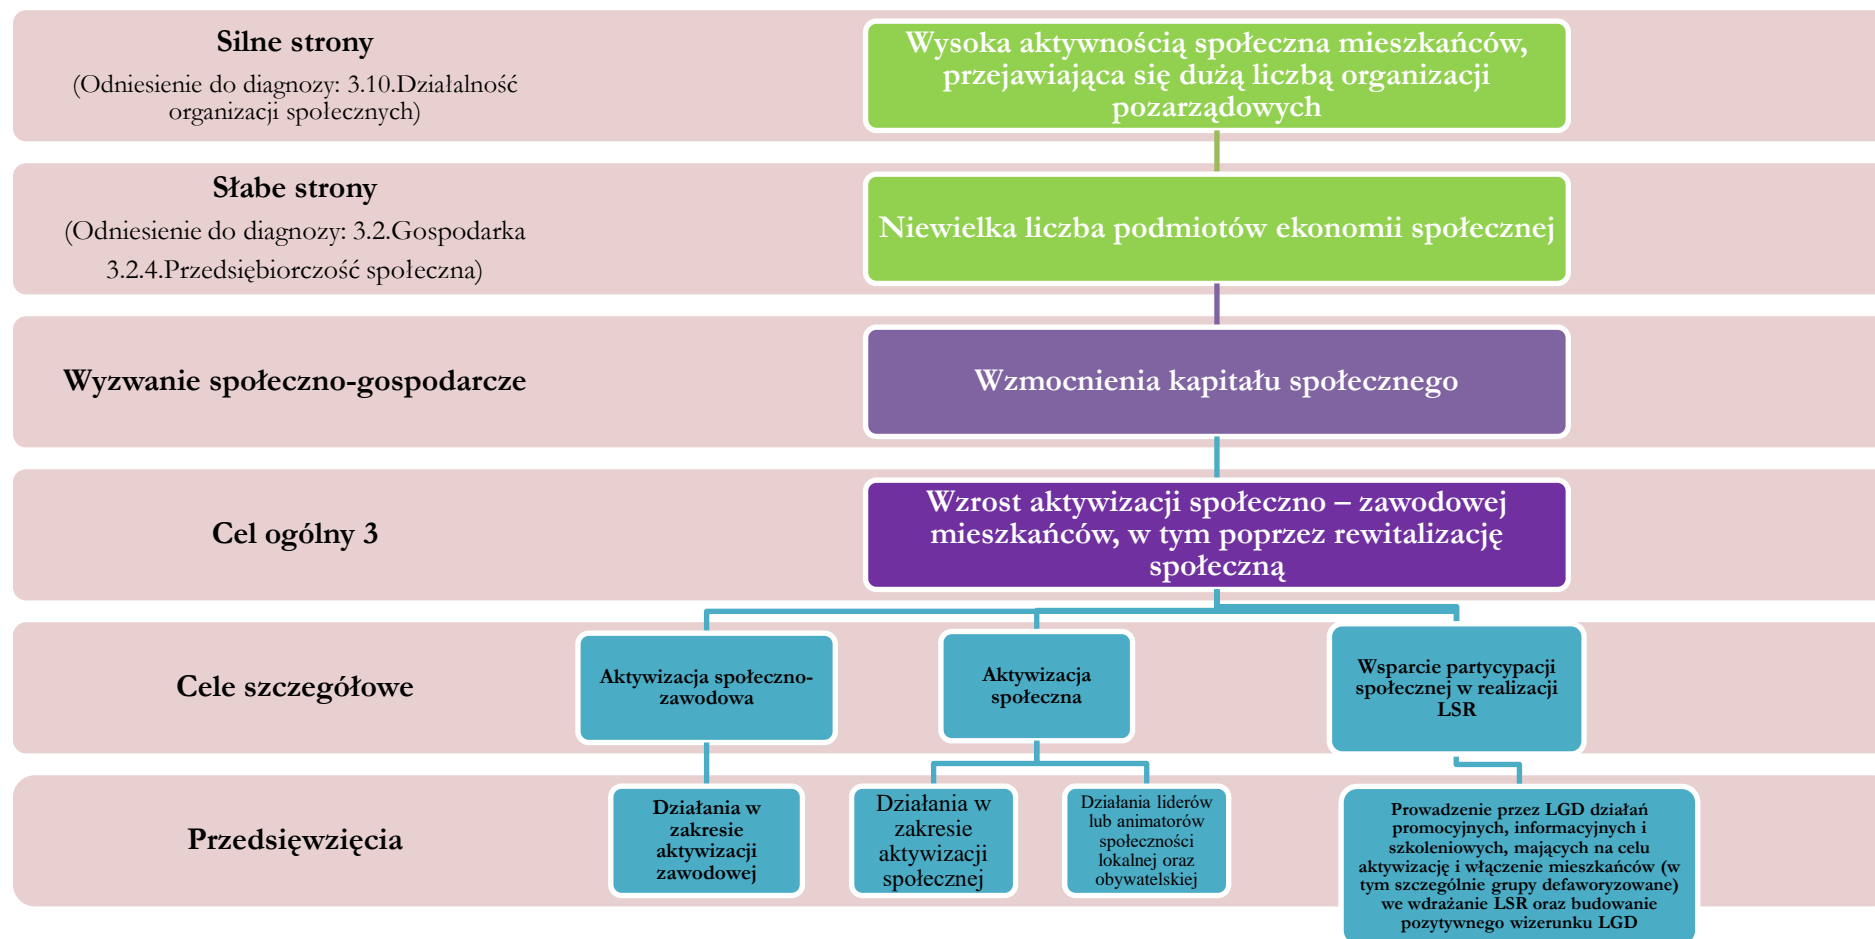 Silne strony
(Odniesienie do diagnozy: 3.10.Działalność
organizacji społecznych)
Wysoka aktywnością społeczna mieszkańców,
przejawiająca się dużą liczbą organizacji
pozarządowych
Słabe strony
(Odniesienie do diagnozy: 3.2.Gospodarka
3.2.4.Przedsiębiorczość społeczna)
Niewielka liczba podmiotów ekonomii społecznej
Wyzwanie społeczno-gospodarcze
Wzmocnienia kapitału społecznego
Cel ogólny 3
Wzrost aktywizacji społeczno – zawodowej
mieszkańców, w tym poprzez rewitalizację
społeczną
Cele szczegółowe
Aktywizacja społeczno-
zawodowa
Aktywizacja
społeczna
Wsparcie partycypacji
społecznej w realizacji
LSR
Przedsięwzięcia
Działania w
zakresie
aktywizacji
zawodowej
Działania w
zakresie
aktywizacji
społecznej
Działania liderów
lub animatorów
społeczności
lokalnej oraz
obywatelskiej
Prowadzenie przez LGD działań
promocyjnych, informacyjnych i
szkoleniowych, mających na celu
aktywizację i włączenie mieszkańców (w
tym szczególnie grupy defaworyzowane)
we wdrażanie LSR oraz budowanie
pozytywnego wizerunku LGD